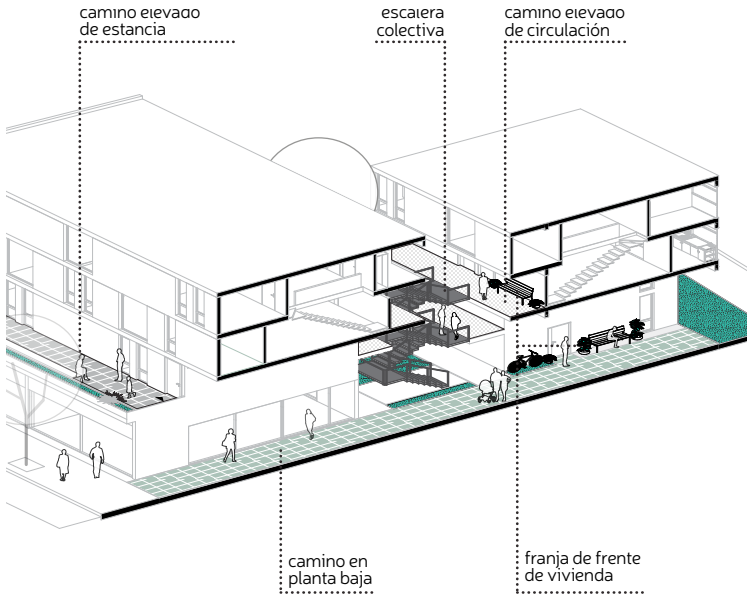 camino elevado
de estancia
escalera
colectiva
camino elevado
de circulación
camino en
planta baja
franja de frente
de vivienda